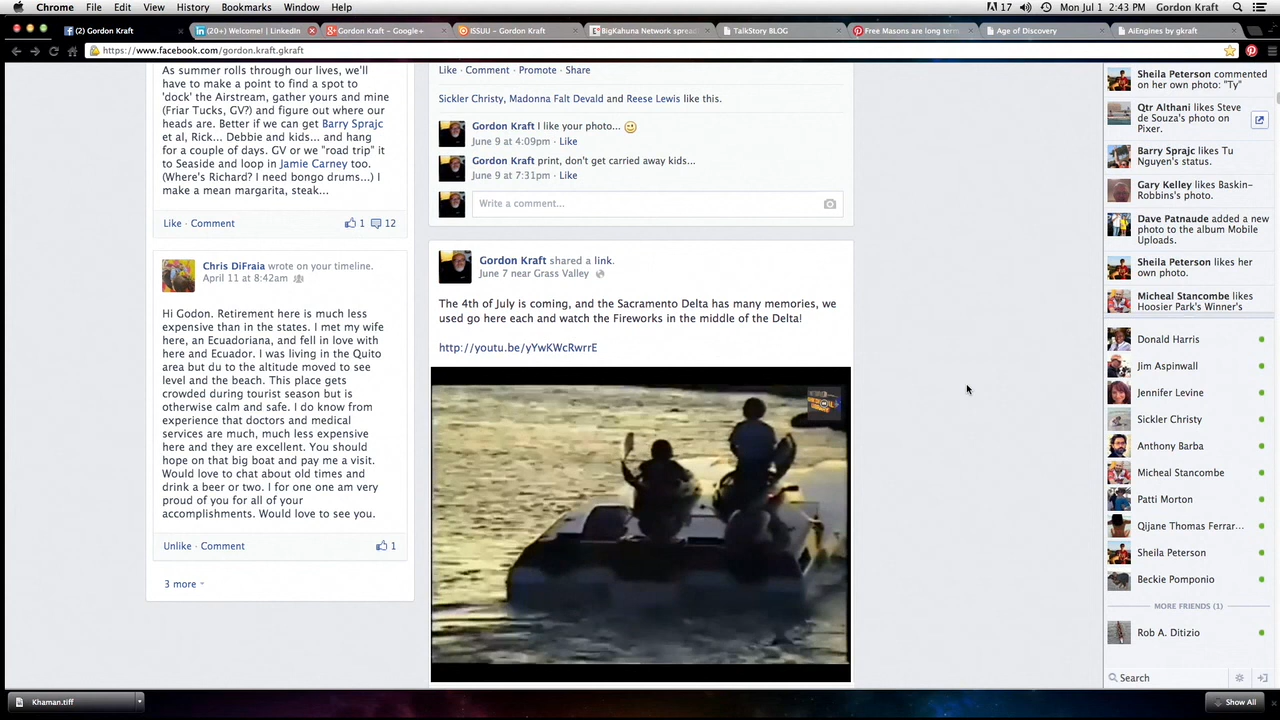 Chrome File Edit View History Bookmarks Window Help
17 Mon Jul 1 2:43 PM Gordon Kraft
(2) Gordon Kraft
(20+) Welcome! | LinkedIn
Gordon Kraft - Google+
ISSUU - Gordon Kraft
BigKahuna Network spread
TalkStory BLOG
Free Masons are long term
Age of Discovery
AiEngines by gkraft
https://www.facebook.com/gordon.kraft.gkraft
As summer rolls through our lives, we'll
have to make a point to find a spot to
'dock' the Airstream, gather yours and mine
(Friar Tucks, GV?) and figure out where our
heads are. Better if we can get Barry Sprajc
et al, Rick... Debbie and kids... and hang
for a couple of days. GV or we "road trip" it
to Seaside and loop in Jamie Carney too.
(Where's Richard? I need bongo drums...) I
make a mean margarita, steak...
Like · Comment 1 12
Chris DiFraia wrote on your timeline.
April 11 at 8:42am
Hi Godon. Retirement here is much less
expensive than in the states. I met my wife
here, an Ecuadoriana, and fell in love with
here and Ecuador. I was living in the Quito
area but du to the altitude moved to see
level and the beach. This place gets
crowded during tourist season but is
otherwise calm and safe. I do know from
experience that doctors and medical
services are much, much less expensive
here and they are excellent. You should
hope on that big boat and pay me a visit.
Would love to chat about old times and
drink a beer or two. I for one one am very
proud of you for all of your
accomplishments. Would love to see you.
Unlike · Comment 1
3 more
Like · Comment · Promote · Share
Sickler Christy, Madonna Falt Devald and Reese Lewis like this.
Gordon Kraft I like your photo...
June 9 at 4:09pm · Like
Gordon Kraft print, don't get carried away kids...
June 9 at 7:31pm · Like
Write a comment...
Gordon Kraft shared a link.
June 7 near Grass Valley
The 4th of July is coming, and the Sacramento Delta has many memories, we
used go here each and watch the Fireworks in the middle of the Delta!
http://youtu.be/yYwKWcRwrrE
Sheila Peterson commented
on her own photo: "Ty"
Qtr Althani likes Steve
de Souza's photo on
Pixer.
Barry Sprajc likes Tu
Nguyen's status.
Gary Kelley likes Baskin-
Robbins's photo.
Dave Patnaude added a new
photo to the album Mobile
Uploads.
Sheila Peterson likes her
own photo.
Micheal Stancombe likes
Hoosier Park's Winner's
Donald Harris
Jim Aspinwall
Jennifer Levine
Sickler Christy
Anthony Barba
Micheal Stancombe
Patti Morton
Qijane Thomas Ferrar...
Sheila Peterson
Beckie Pomponio
MORE FRIENDS (1)
Rob A. Ditizio
Search
Khaman.tiff
Show All